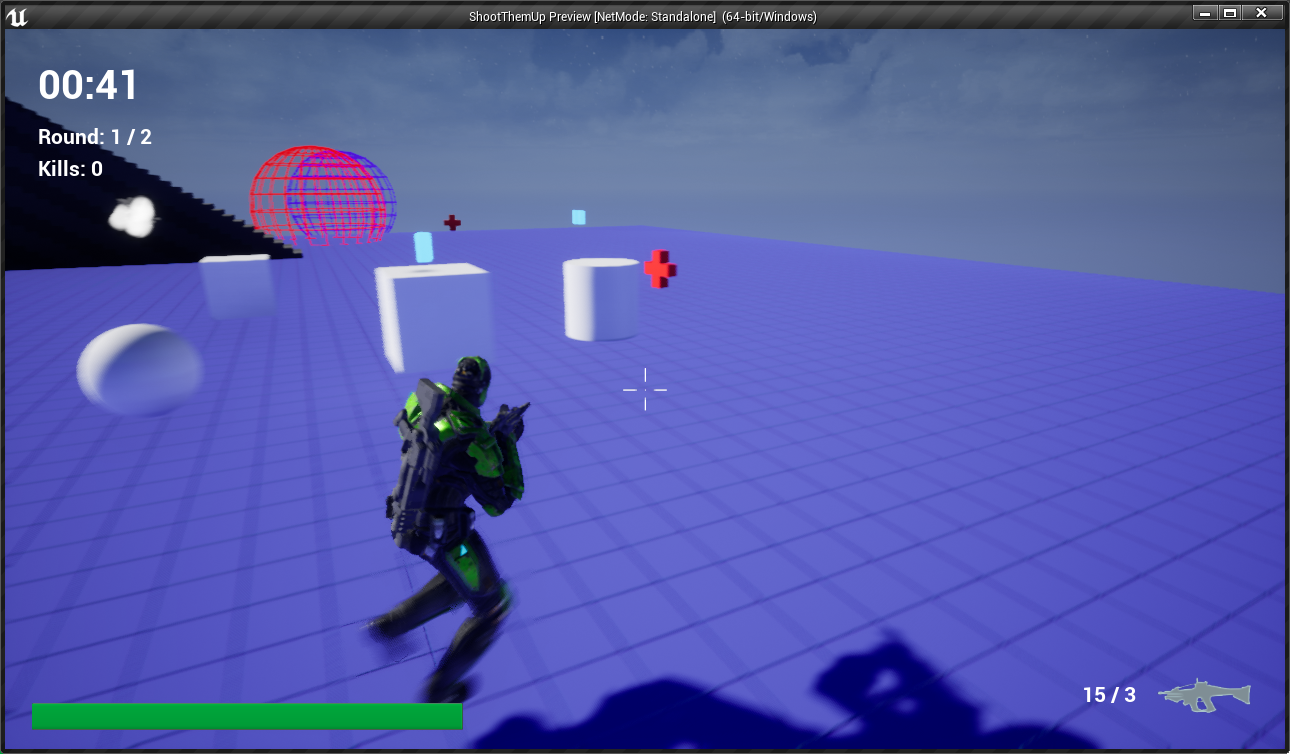 ShootThemUp Preview [NetMode: Standalone] (64-bit/Windows)
00:41
Round: 1 / 2
Kills: 0
15 / 3